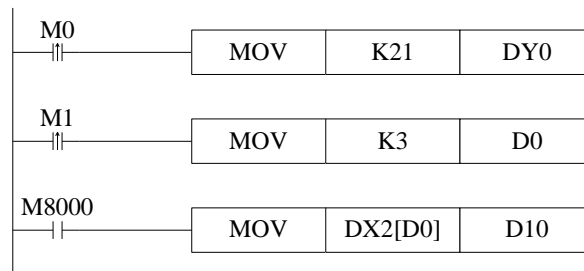 M0
MOV K21 DY0
M1
MOV K3 D0
M8000
MOV DX2[D0] D10